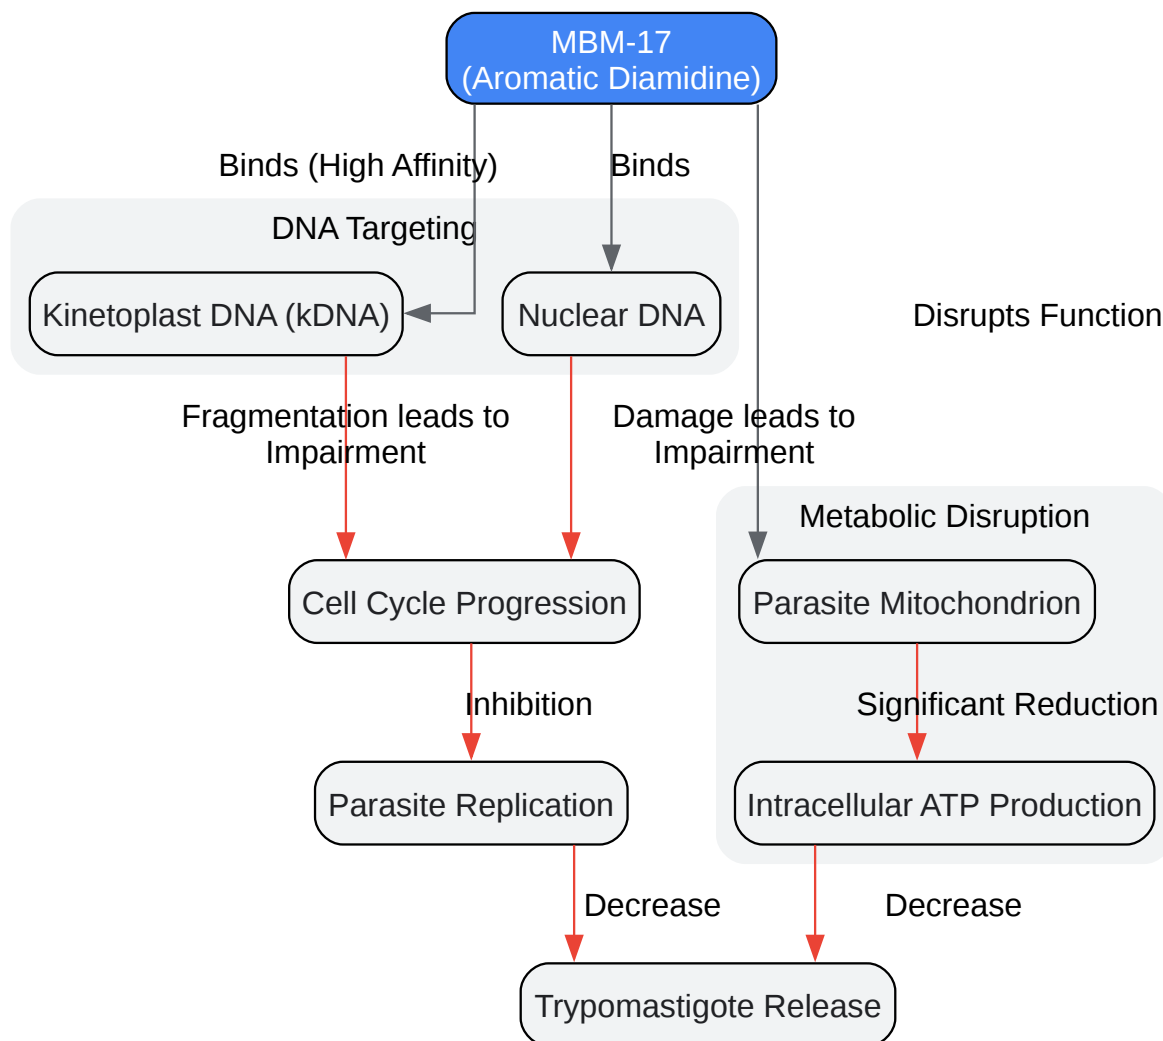 MBM-17
(Aromatic Diamidine)
Binds (High Affinity)
Binds
DNA Targeting
Kinetoplast DNA (kDNA)
Nuclear DNA
Disrupts Function
Fragmentation leads to
Impairment
Damage leads to
Impairment
Metabolic Disruption
Cell Cycle Progression
Parasite Mitochondrion
Inhibition
Significant Reduction
Parasite Replication
Intracellular ATP Production
Decrease
Decrease
Trypomastigote Release